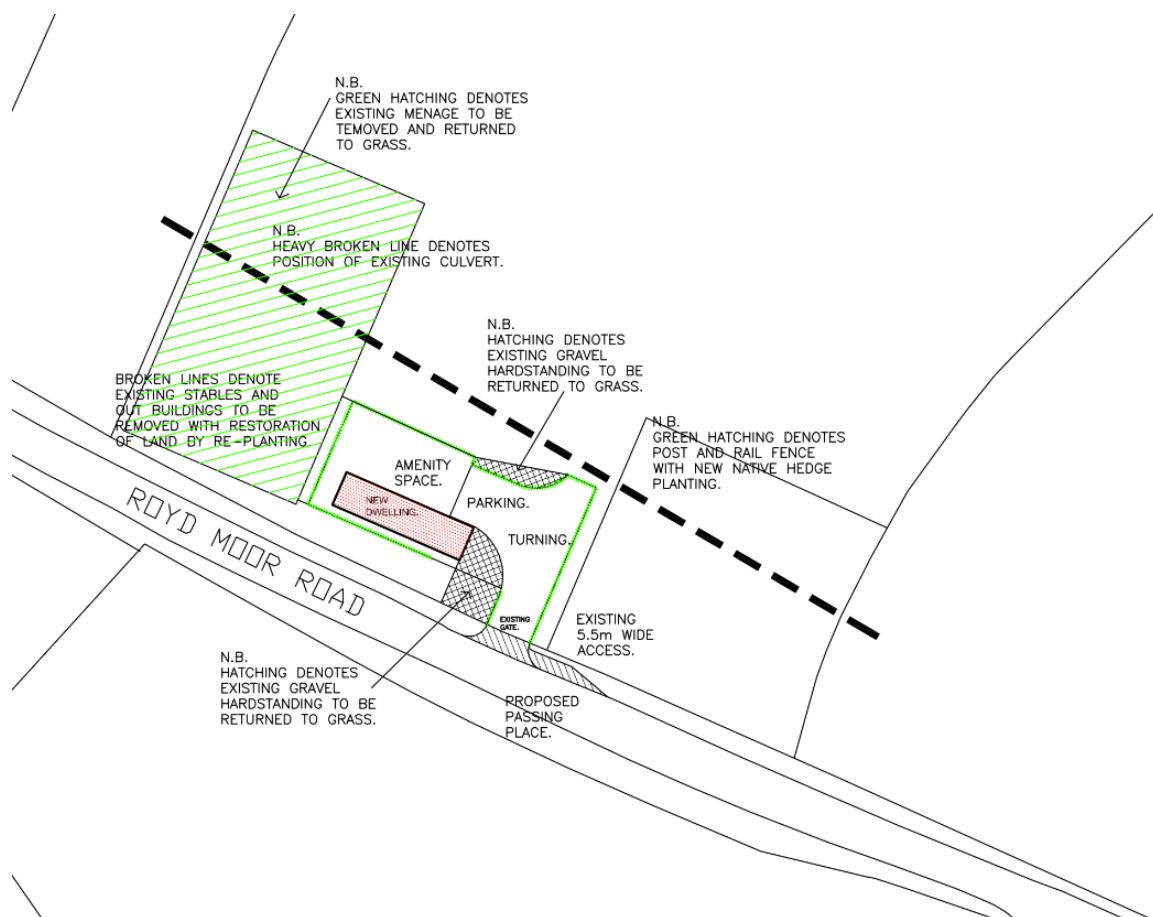 N.B.
GREEN HATCHING DENOTES
EXISTING MENAGE TO BE
TEMOVED AND RETURNED
TO GRASS.
N.B.
HEAVY BROKEN LINE DENOTES
POSITION OF EXISTING CULVERT.
N.B.
HATCHING DENOTES
EXISTING GRAVEL
HARDSTANDING TO BE
RETURNED TO GRASS.
BROKEN LINES DENOTE
EXISTING STABLES AND
OUT BUILDINGS TO BE
REMOVED WITH RESTORATION
OF LAND BY RE-PLANTING.
N.B.
GREEN HATCHING DENOTES
POST AND RAIL FENCE
WITH NEW NATIVE HEDGE
PLANTING.
AMENITY
SPACE.
PARKING.
NEW
DWELLING.
TURNING.
ROYD MOOR ROAD
EXISTING
GATE.
EXISTING
5.5m WIDE
ACCESS.
N.B.
HATCHING DENOTES
EXISTING GRAVEL
HARDSTANDING TO BE
RETURNED TO GRASS.
PROPOSED
PASSING
PLACE.